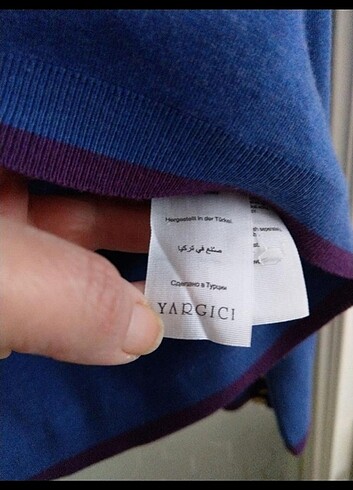 Hergestellt in der Türkei.
صنع في تركيا
Сделано в Турции
YARGICI